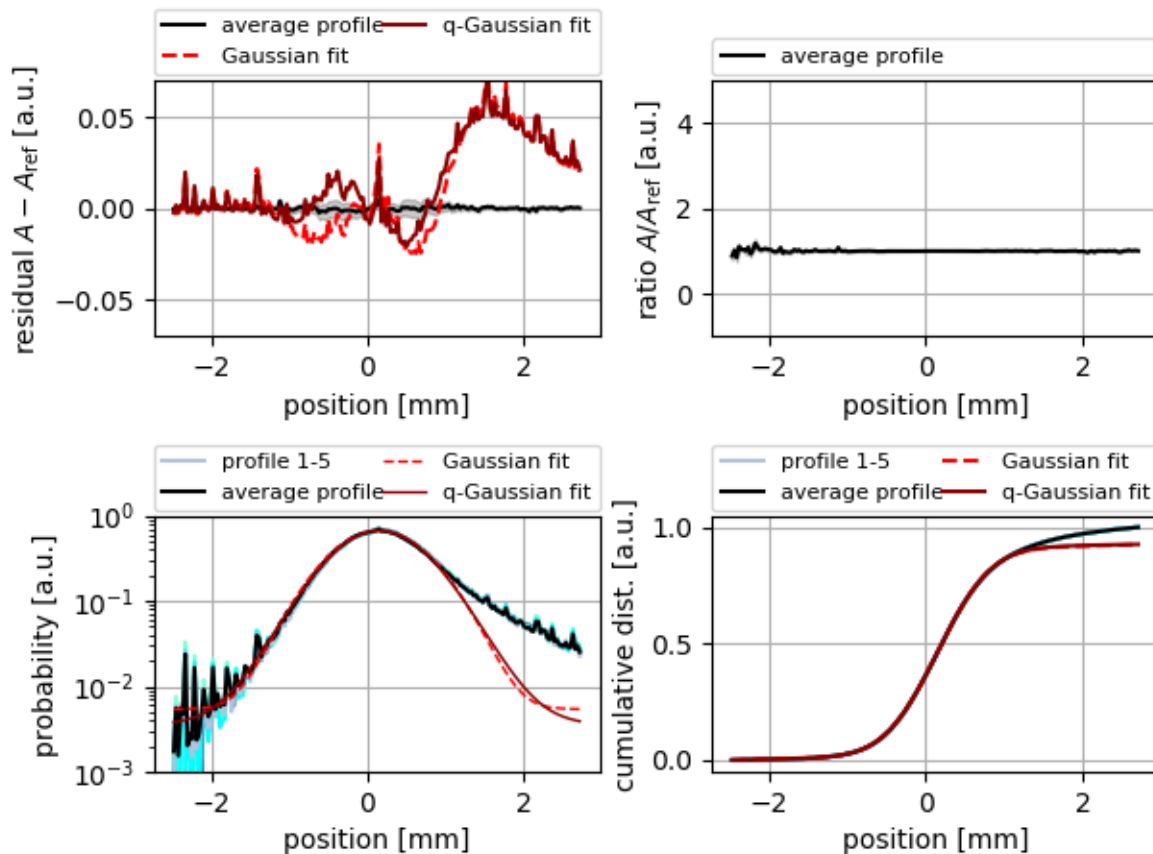 average profile
q-Gaussian fit
Gaussian fit
residual A − A_ref [a.u.]
0.05
0.00
−0.05
−2
0
2
position [mm]
average profile
ratio A/A_ref [a.u.]
4
2
0
−2
0
2
position [mm]
profile 1-5
Gaussian fit
average profile
q-Gaussian fit
probability [a.u.]
10^0
10^−1
10^−2
10^−3
−2
0
2
position [mm]
profile 1-5
Gaussian fit
average profile
q-Gaussian fit
cumulative dist. [a.u.]
1.0
0.5
0.0
−2
0
2
position [mm]